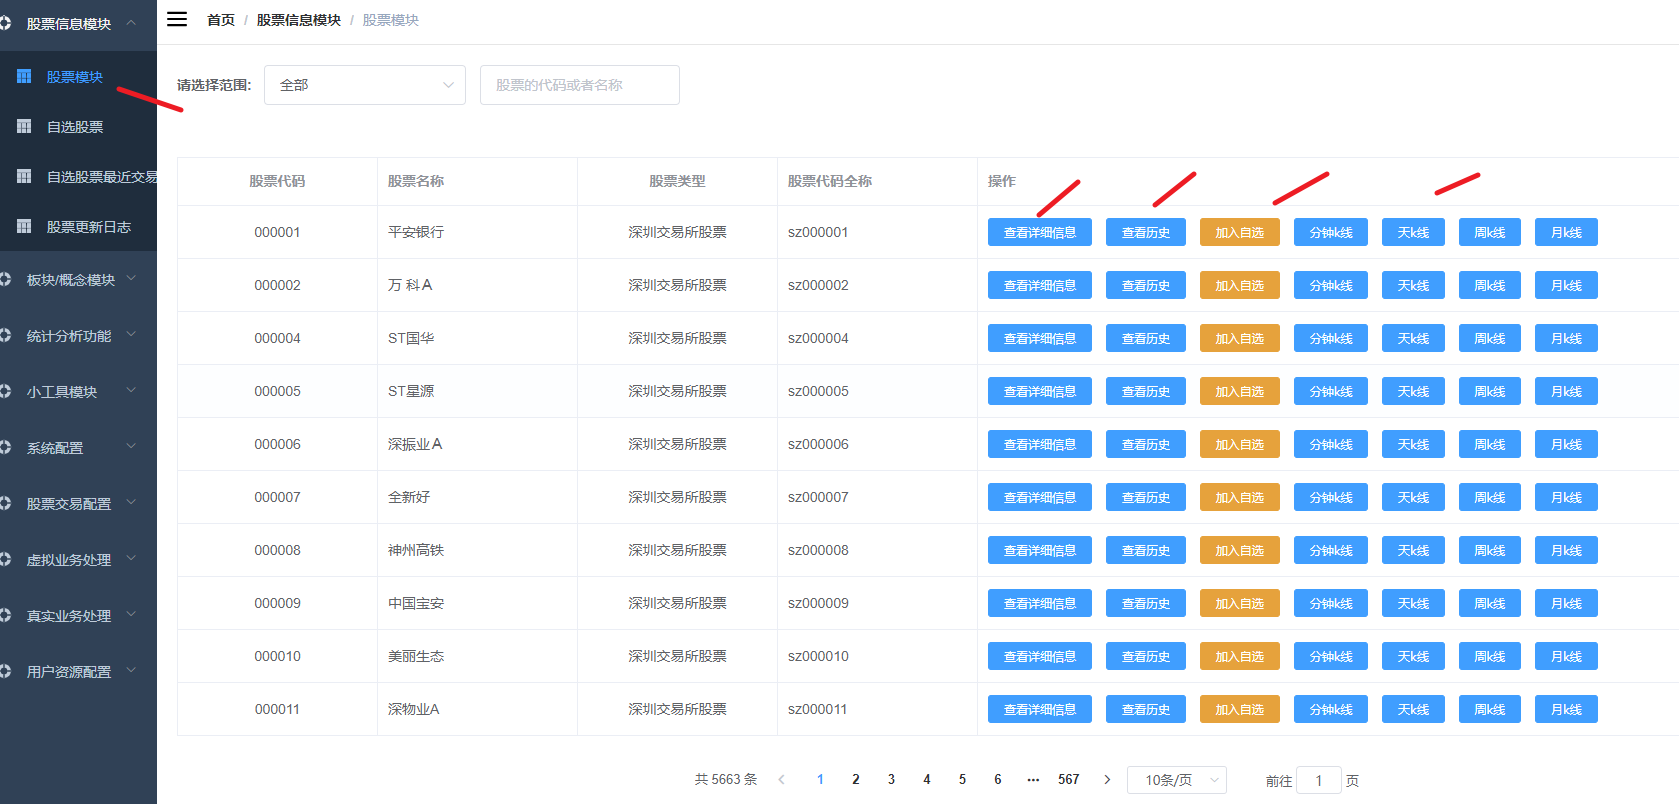 股票信息模块
股票模块
自选股票
自选股票最近交易
股票更新日志
板块/概念模块
统计分析功能
小工具模块
系统配置
股票交易配置
虚拟业务处理
真实业务处理
用户资源配置
首页 / 股票信息模块 / 股票模块
请选择范围: 全部 股票的代码或者名称
股票代码 股票名称 股票类型 股票代码全称 操作
000001 平安银行 深圳交易所股票 sz000001 查看详细信息 查看历史 加入自选 分钟k线 天k线 周k线 月k线
000002 万 科Ａ 深圳交易所股票 sz000002 查看详细信息 查看历史 加入自选 分钟k线 天k线 周k线 月k线
000004 ST国华 深圳交易所股票 sz000004 查看详细信息 查看历史 加入自选 分钟k线 天k线 周k线 月k线
000005 ST星源 深圳交易所股票 sz000005 查看详细信息 查看历史 加入自选 分钟k线 天k线 周k线 月k线
000006 深振业Ａ 深圳交易所股票 sz000006 查看详细信息 查看历史 加入自选 分钟k线 天k线 周k线 月k线
000007 全新好 深圳交易所股票 sz000007 查看详细信息 查看历史 加入自选 分钟k线 天k线 周k线 月k线
000008 神州高铁 深圳交易所股票 sz000008 查看详细信息 查看历史 加入自选 分钟k线 天k线 周k线 月k线
000009 中国宝安 深圳交易所股票 sz000009 查看详细信息 查看历史 加入自选 分钟k线 天k线 周k线 月k线
000010 美丽生态 深圳交易所股票 sz000010 查看详细信息 查看历史 加入自选 分钟k线 天k线 周k线 月k线
000011 深物业A 深圳交易所股票 sz000011 查看详细信息 查看历史 加入自选 分钟k线 天k线 周k线 月k线
共 5663 条 1 2 3 4 5 6 ··· 567 10条/页 前往 1 页